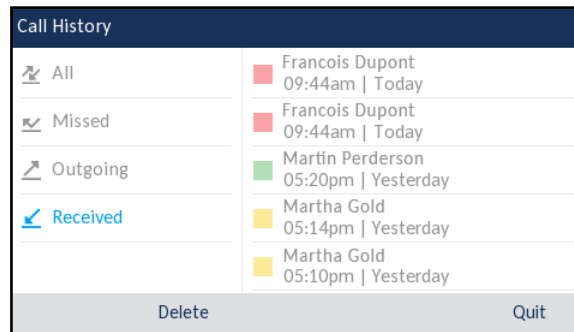 Call History
All
Missed
Outgoing
Received
Francois Dupont
09:44am | Today
Francois Dupont
09:44am | Today
Martin Perderson
05:20pm | Yesterday
Martha Gold
05:14pm | Yesterday
Martha Gold
05:10pm | Yesterday
Delete
Quit